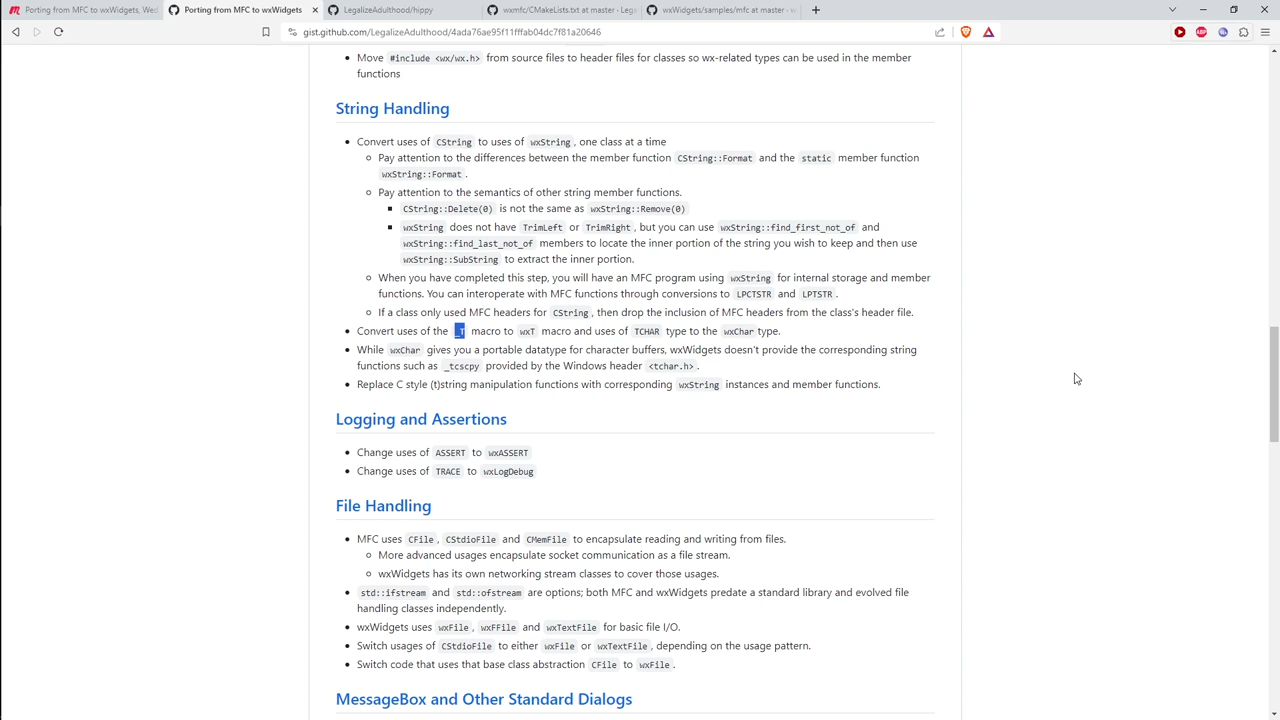 Porting from MFC to wxWidgets, Wed
Porting from MFC to wxWidgets
LegalizeAdulthood/hippy
wxmfc/CMakeLists.txt at master · Lega
wxWidgets/samples/mfc at master · w
gist.github.com/LegalizeAdulthood/4ada76ae95f11fffab04dc7f81a20646
• Move #include <wx/wx.h> from source files to header files for classes so wx-related types can be used in the member
functions
String Handling
• Convert uses of CString to uses of wxString, one class at a time
Pay attention to the differences between the member function CString::Format and the static member function
wxString::Format.
Pay attention to the semantics of other string member functions.
CString::Delete(0) is not the same as wxString::Remove(0)
wxString does not have TrimLeft or TrimRight, but you can use wxString::find_first_not_of and
wxString::find_last_not_of members to locate the inner portion of the string you wish to keep and then use
wxString::SubString to extract the inner portion.
When you have completed this step, you will have an MFC program using wxString for internal storage and member
functions. You can interoperate with MFC functions through conversions to LPCTSTR and LPTSTR.
If a class only used MFC headers for CString, then drop the inclusion of MFC headers from the class's header file.
• Convert uses of the _T macro to wxT macro and uses of TCHAR type to the wxChar type.
• While wxChar gives you a portable datatype for character buffers, wxWidgets doesn't provide the corresponding string
functions such as _tcscpy provided by the Windows header <tchar.h>.
• Replace C style (t)string manipulation functions with corresponding wxString instances and member functions.
Logging and Assertions
• Change uses of ASSERT to wxASSERT
• Change uses of TRACE to wxLogDebug
File Handling
• MFC uses CFile, CStdioFile and CMemFile to encapsulate reading and writing from files.
More advanced usages encapsulate socket communication as a file stream.
wxWidgets has its own networking stream classes to cover those usages.
• std::ifstream and std::ofstream are options; both MFC and wxWidgets predate a standard library and evolved file
handling classes independently.
• wxWidgets uses wxFile, wxFFile and wxTextFile for basic file I/O.
• Switch usages of CStdioFile to either wxFile or wxTextFile, depending on the usage pattern.
• Switch code that uses that base class abstraction CFile to wxFile.
MessageBox and Other Standard Dialogs